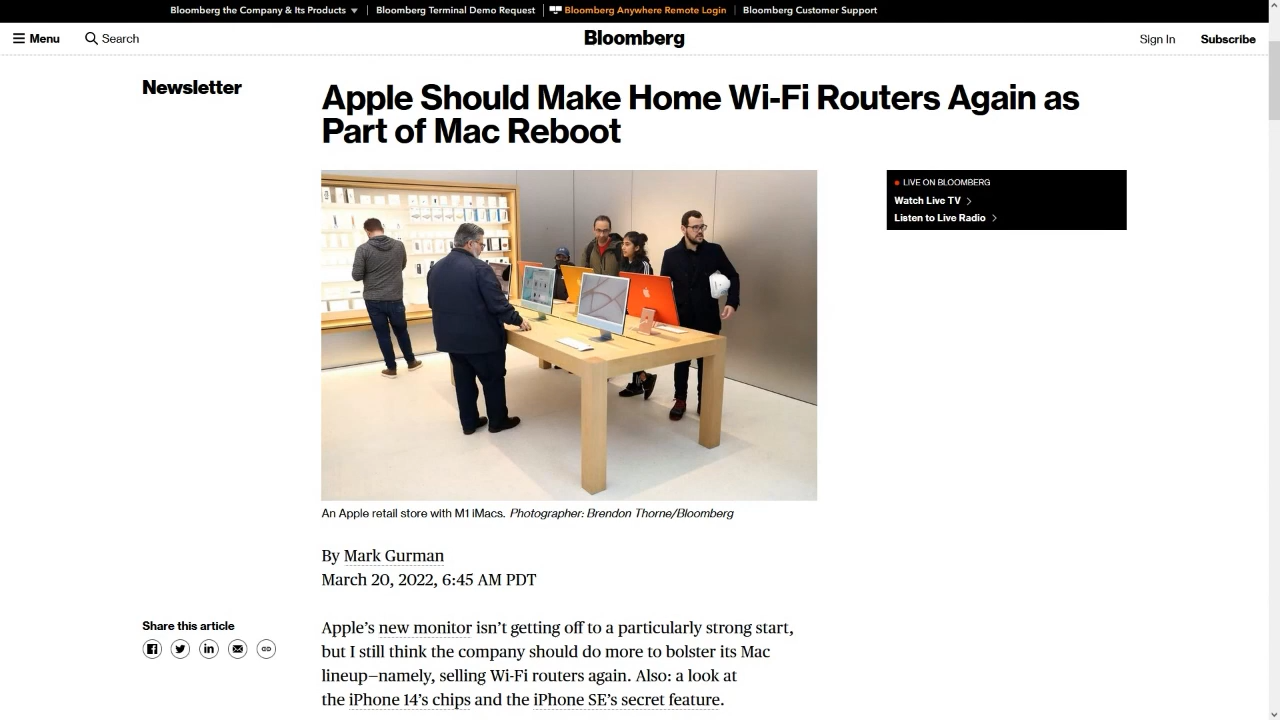 Bloomberg the Company & Its Products
Bloomberg Terminal Demo Request
Bloomberg Anywhere Remote Login
Bloomberg Customer Support
Menu
Search
Bloomberg
Sign In
Subscribe
Newsletter
Apple Should Make Home Wi-Fi Routers Again as
Part of Mac Reboot
LIVE ON BLOOMBERG
Watch Live TV
Listen to Live Radio
An Apple retail store with M1 iMacs. Photographer: Brendon Thorne/Bloomberg
By Mark Gurman
March 20, 2022, 6:45 AM PDT
Share this article
Apple’s new monitor isn’t getting off to a particularly strong start,
but I still think the company should do more to bolster its Mac
lineup—namely, selling Wi-Fi routers again. Also: a look at
the iPhone 14’s chips and the iPhone SE’s secret feature.